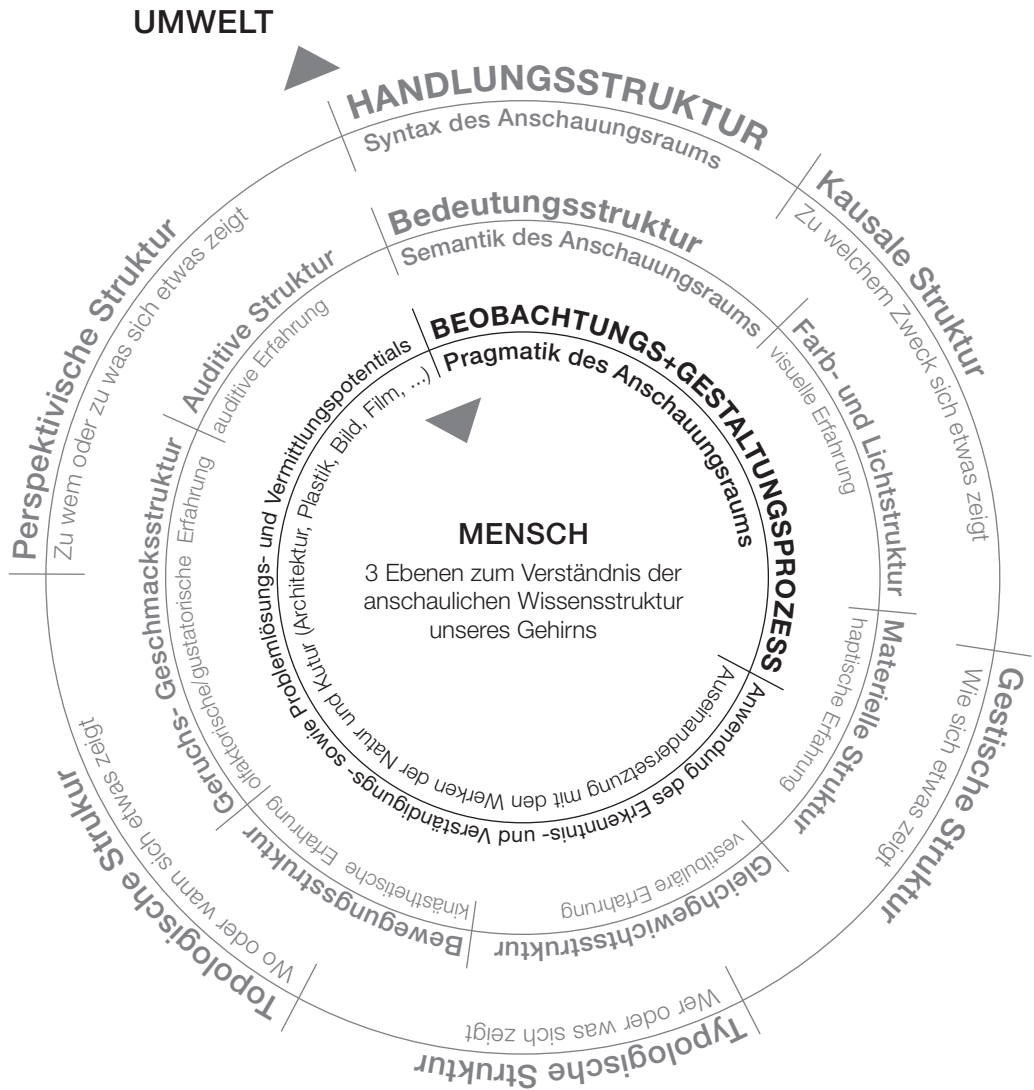 UMWELT
HANDLUNGSSTRUKTUR
Syntax des Anschauungsraums
Kausale Struktur
Zu welchem Zweck sich etwas zeigt
Gestische Struktur
Wie sich etwas zeigt
Typologische Struktur
Wer oder was sich zeigt
Topologische Strukur
Wo oder wann sich etwas zeigt
Perspektivische Struktur
Zu wem oder zu was sich etwas zeigt
Bedeutungsstruktur
Semantik des Anschauungsraums
Farb- und Lichtstruktur
visuelle Erfahrung
Materielle Struktur
haptische Erfahrung
Gleichgewichtsstruktur
vestibuläre Erfahrung
Bewegungsstruktur
kinästhetische Erfahrung
Geruchs- Geschmacksstruktur
olfaktorische/gustatorische Erfahrung
Auditive Struktur
auditive Erfahrung
BEOBACHTUNGS+GESTALTUNGSPROZESS
Pragmatik des Anschauungsraums
Anwendung des Erkenntnis- und Verständigungs- sowie Problemlösungs- und Vermittlungspotentials
Auseinandersetzung mit den Werken der Natur und Kutur (Architektur, Plastik, Bild, Film, ...)
MENSCH
3 Ebenen zum Verständnis der
anschaulichen Wissensstruktur
unseres Gehirns